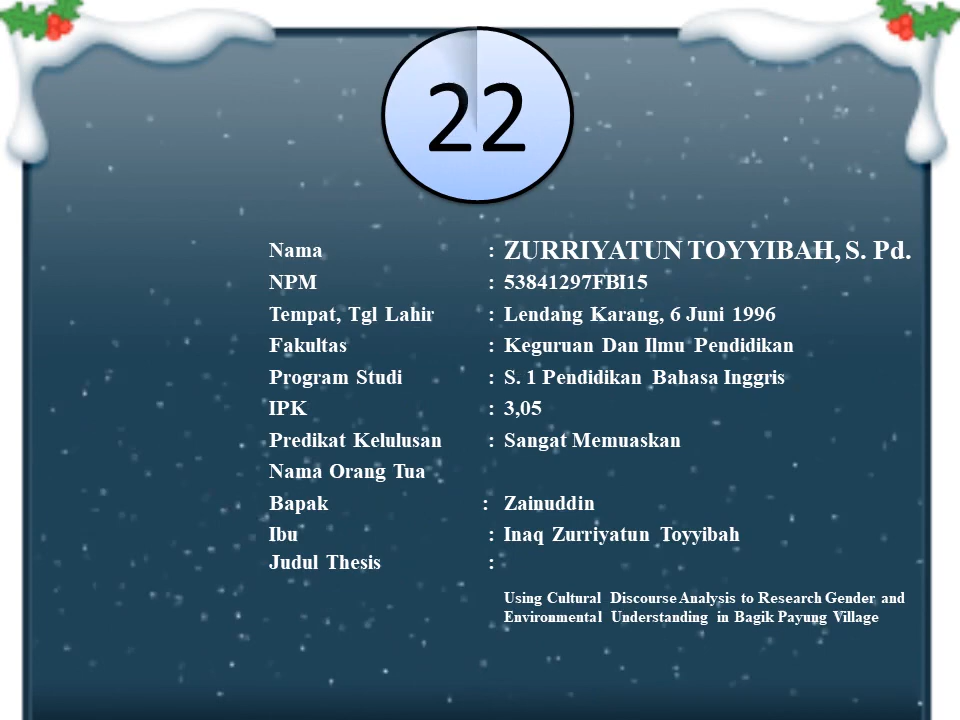 22
Nama : ZURRIYATUN TOYYIBAH, S. Pd.
NPM : 53841297FBI15
Tempat, Tgl Lahir : Lendang Karang, 6 Juni 1996
Fakultas : Keguruan Dan Ilmu Pendidikan
Program Studi : S. 1 Pendidikan Bahasa Inggris
IPK : 3,05
Predikat Kelulusan : Sangat Memuaskan
Nama Orang Tua
Bapak : Zainuddin
Ibu : Inaq Zurriyatun Toyyibah
Judul Thesis :
Using Cultural Discourse Analysis to Research Gender and
Environmental Understanding in Bagik Payung Village